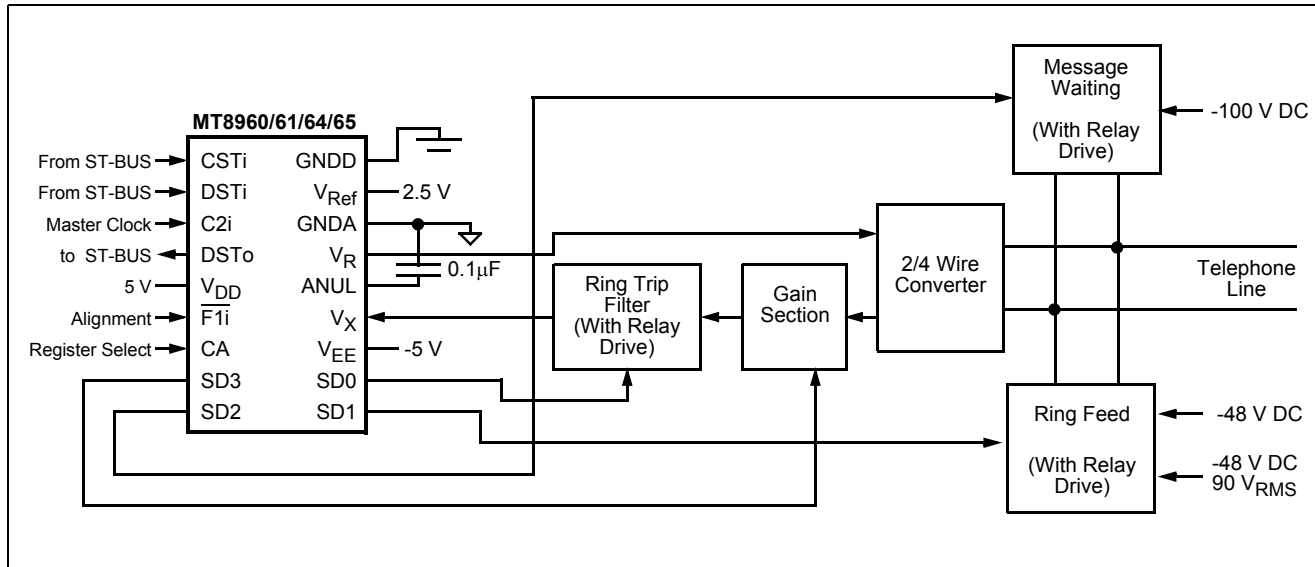 MT8960/61/64/65
From ST-BUS
From ST-BUS
Master Clock
to ST-BUS
5 V
Alignment
Register Select
CSTi
DSTi
C2i
DSTo
VDD
F1i
CA
SD3
SD2
GNDD
VRef
GNDA
VR
ANUL
VX
VEE
SD0
SD1
2.5 V
0.1µF
-5 V
Ring Trip
Filter
(With Relay
Drive)
Gain
Section
2/4 Wire
Converter
Message
Waiting
(With Relay
Drive)
-100 V DC
Telephone
Line
Ring Feed
(With Relay
Drive)
-48 V DC
-48 V DC
90 VRMS